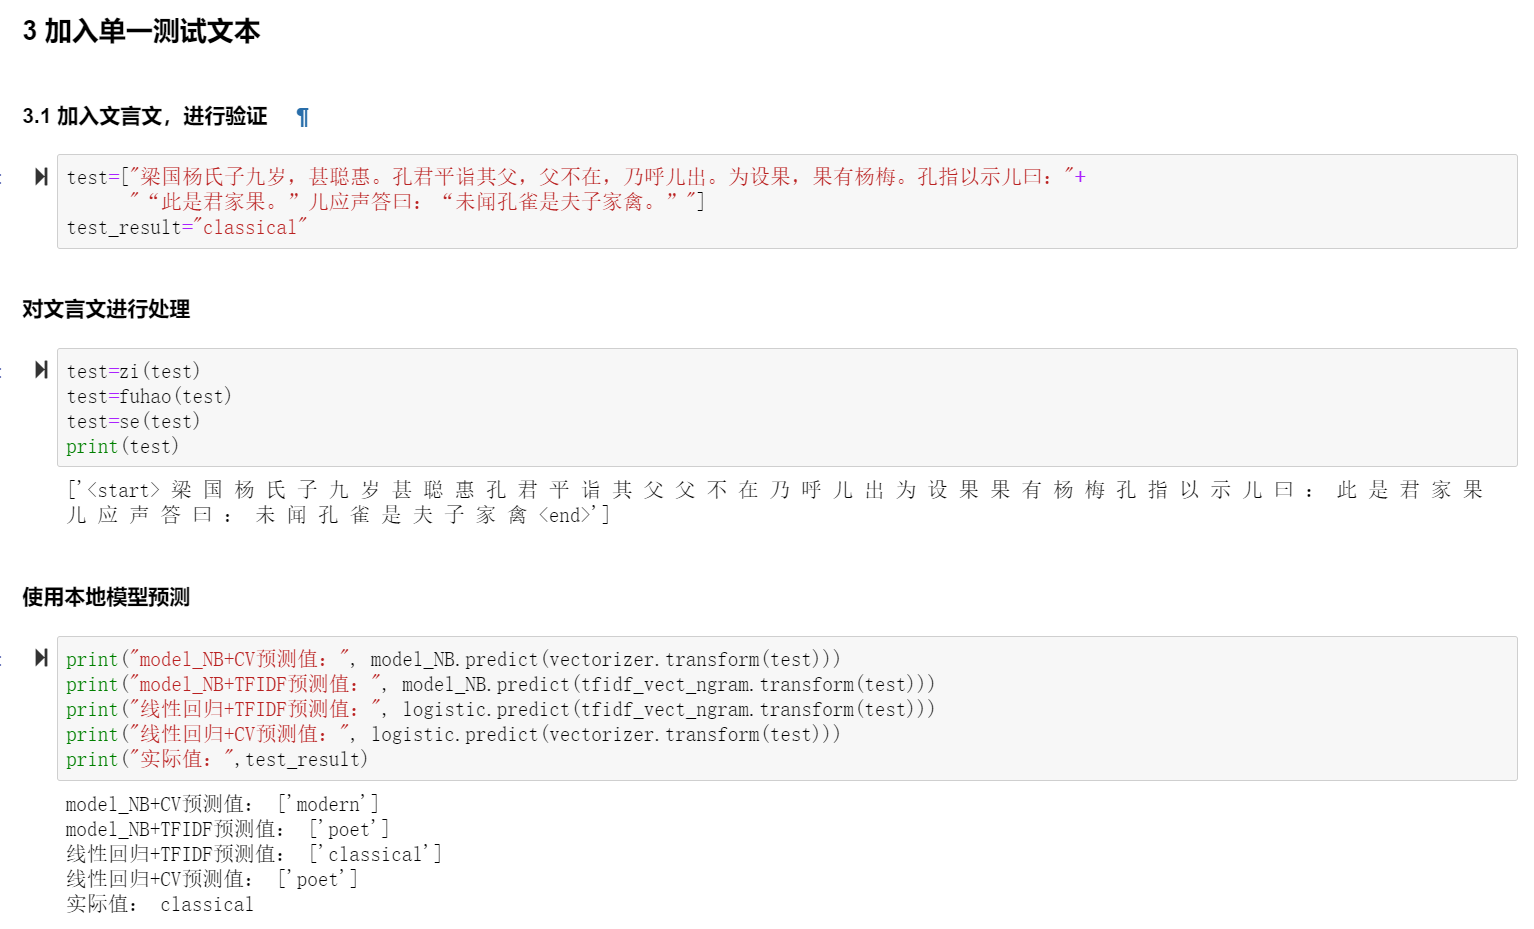 3 加入单一测试文本
3.1 加入文言文，进行验证 ¶
test=["梁国杨氏子九岁，甚聪惠。孔君平诣其父，父不在，乃呼儿出。为设果，果有杨梅。孔指以示儿曰："+
"“此是君家果。”儿应声答曰：“未闻孔雀是夫子家禽。”"]
test_result="classical"
对文言文进行处理
test=zi(test)
test=fuhao(test)
test=se(test)
print(test)
['<start> 梁 国 杨 氏 子 九 岁 甚 聪 惠 孔 君 平 诣 其 父 父 不 在 乃 呼 儿 出 为 设 果 果 有 杨 梅 孔 指 以 示 儿 曰 ： 此 是 君 家 果
儿 应 声 答 曰 ： 未 闻 孔 雀 是 夫 子 家 禽 <end>']
使用本地模型预测
print("model_NB+CV预测值：", model_NB.predict(vectorizer.transform(test)))
print("model_NB+TFIDF预测值：", model_NB.predict(tfidf_vect_ngram.transform(test)))
print("线性回归+TFIDF预测值：", logistic.predict(tfidf_vect_ngram.transform(test)))
print("线性回归+CV预测值：", logistic.predict(vectorizer.transform(test)))
print("实际值：",test_result)
model_NB+CV预测值： ['modern']
model_NB+TFIDF预测值： ['poet']
线性回归+TFIDF预测值： ['classical']
线性回归+CV预测值： ['poet']
实际值： classical